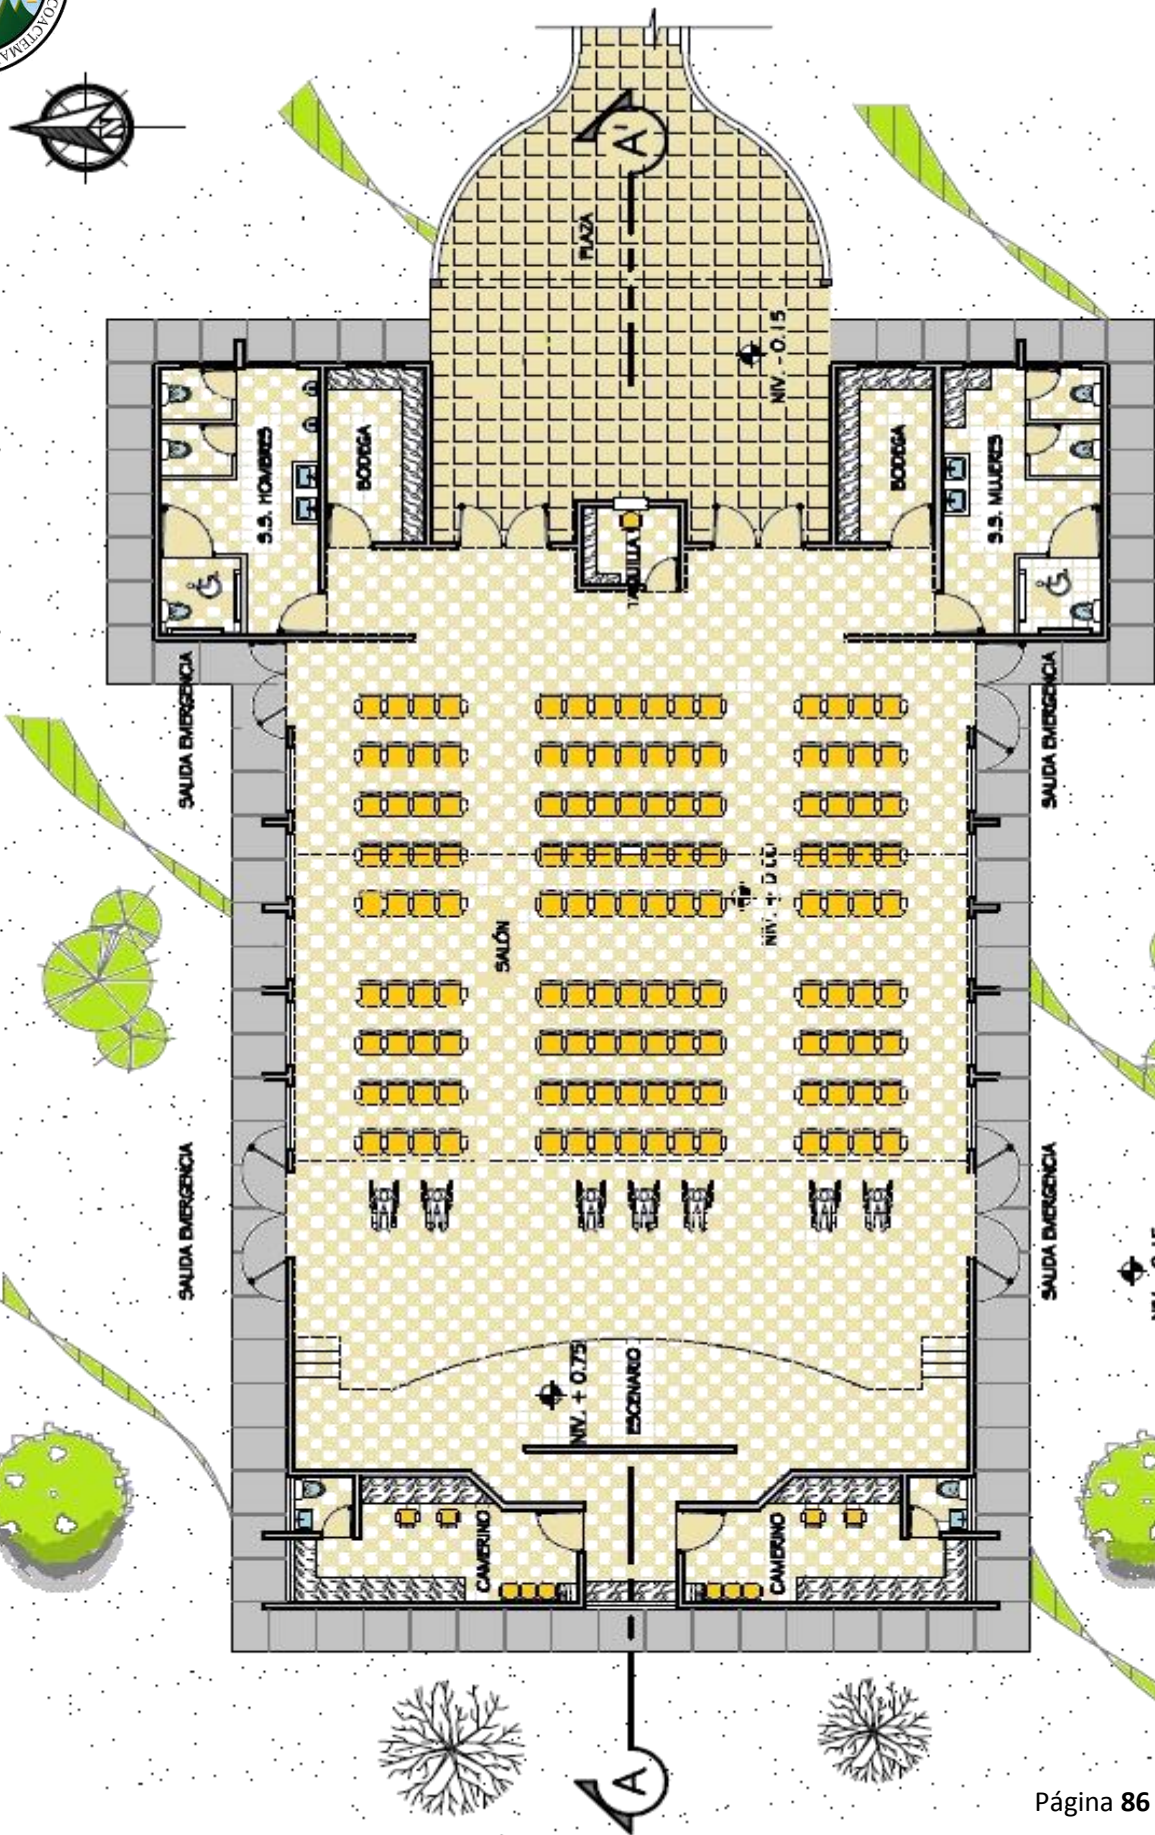 COACTEMA
N
A'
PLAZA
NIV. - 0.15
S.S. HOMBRES
BODEGA
TAQUILLA
BODEGA
S.S. MUJERES
SALIDA EMERGENCIA
SALIDA EMERGENCIA
SALÓN
SALIDA EMERGENCIA
SALIDA EMERGENCIA
NIV. + 0.75
ESCENARIO
CAMERINO
CAMERINO
A
Página 86